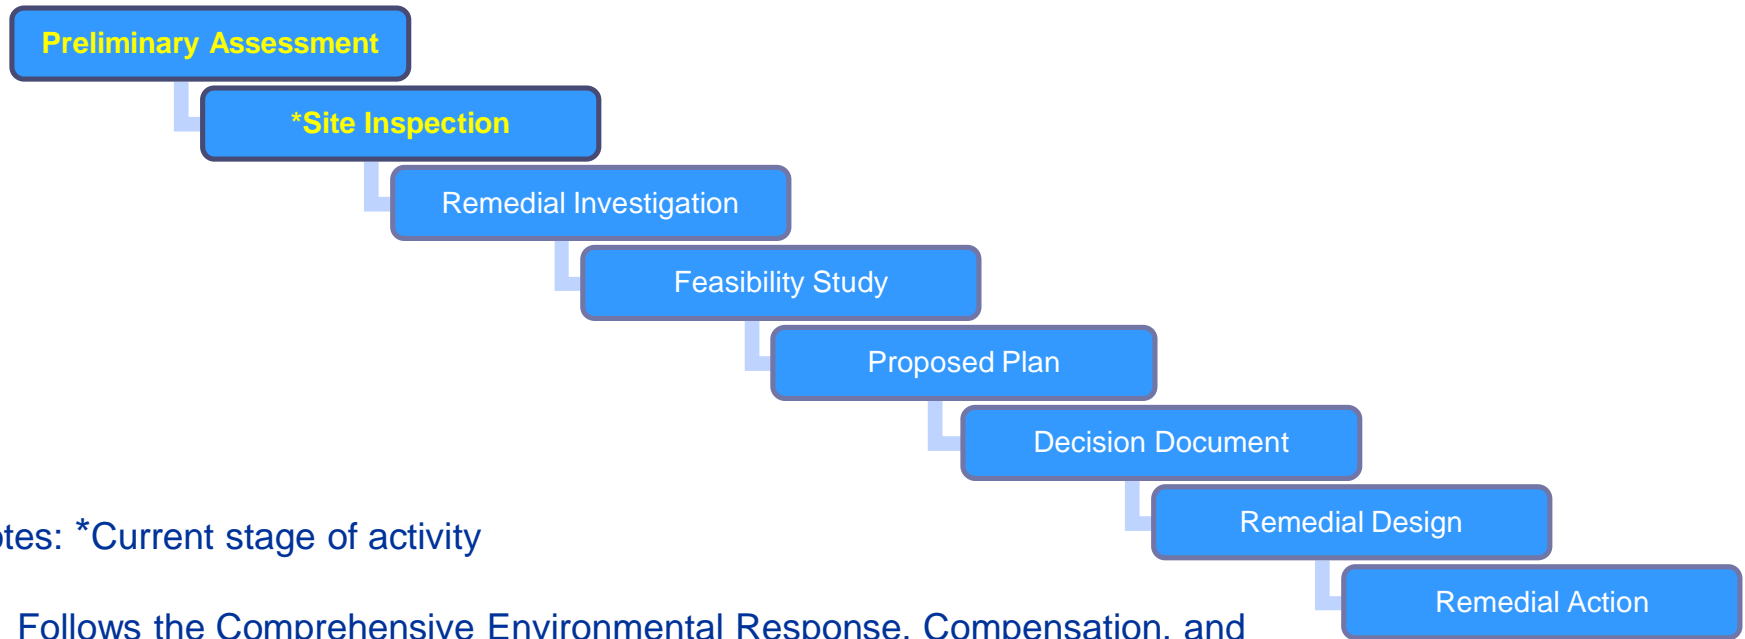 Preliminary Assessment
*Site Inspection
Remedial Investigation
Feasibility Study
Proposed Plan
Decision Document
Remedial Design
otes: *Current stage of activity
Remedial Action
Follows the Comprehensive Environmental Response, Compensation, and